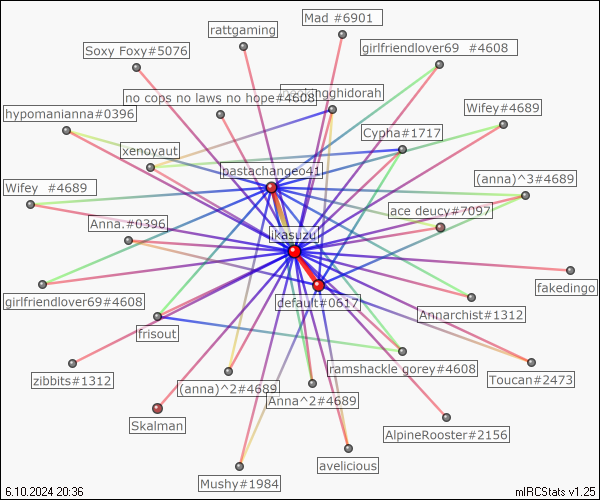 Mad #6901
rattgaming
girlfriendlover69 #4608
Soxy Foxy#5076
no cops no laws no hope#4608
hypomanianna#0396
Wifey#4689
Cypha#1717
xenoyaut
pastachangeo41
(anna)^3#4689
Wifey #4689
ace deucy#7097
Anna.#0396
ikasuzu
fakedingo
girlfriendlover69#4608
default#0617
Annarchist#1312
frisout
ramshackle gorey#4608
zibbits#1312
Toucan#2473
(anna)^2#4689
Anna^2#4689
Skalman
AlpineRooster#2156
avelicious
Mushy#1984
6.10.2024 20:36
mIRCStats v1.25